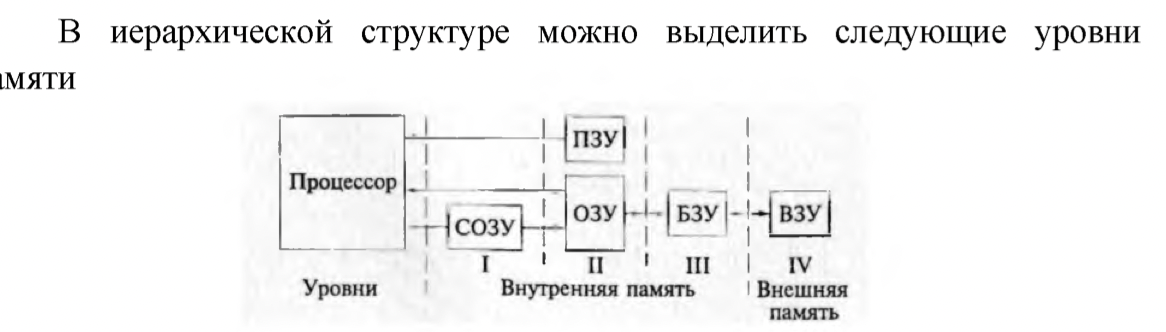 В иерархической структуре можно выделить следующие уровни
амяти
ПЗУ
Процессор
СОЗУ
ОЗУ
БЗУ
ВЗУ
I
II
III
IV
Уровни
Внутренняя память
Внешняя
память